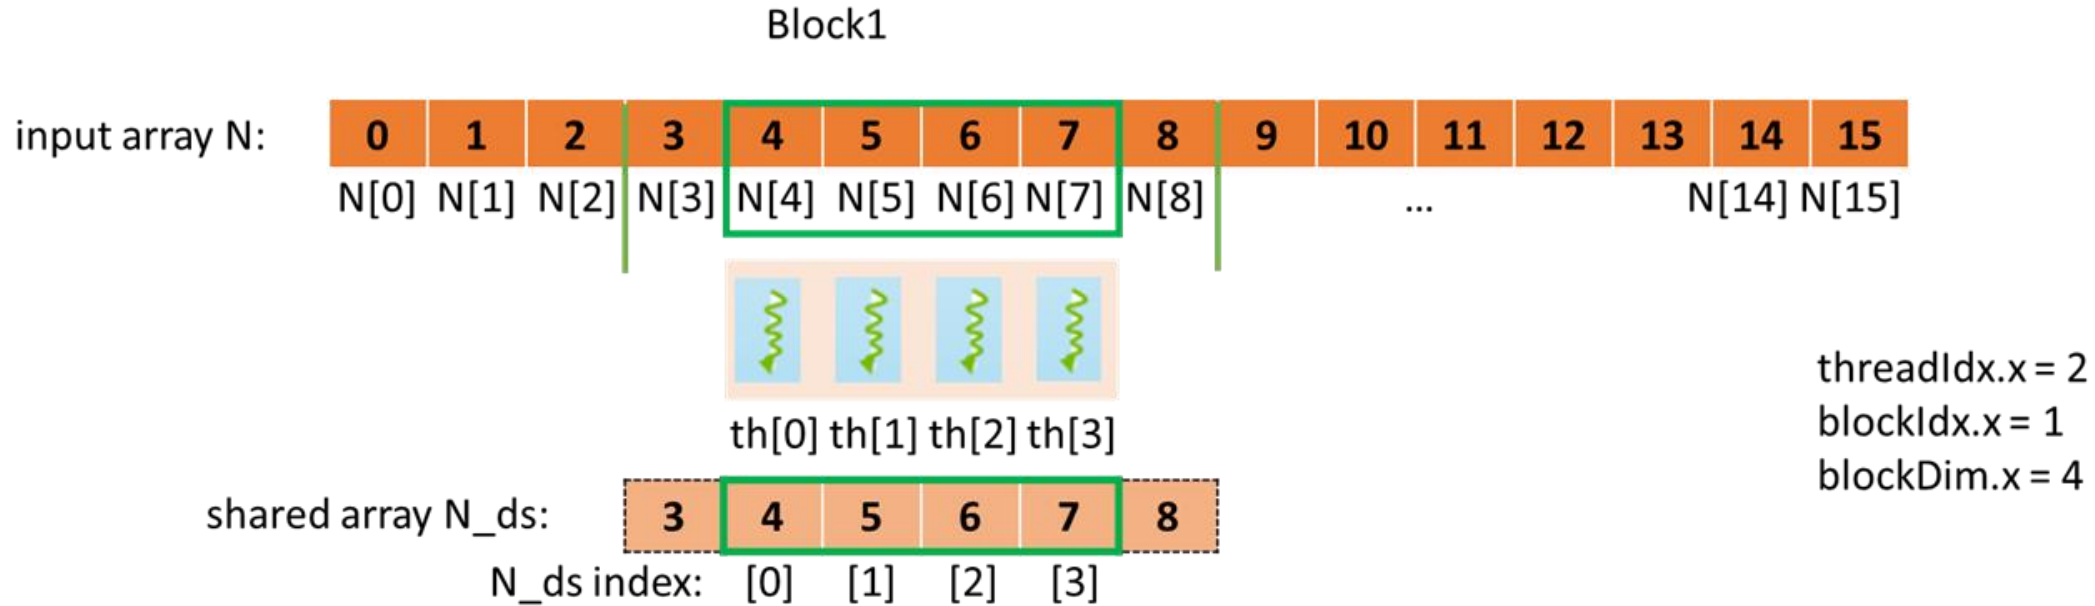 Block1
input array N: 0 1 2 3 4 5 6 7 8 9 10 11 12 13 14 15
N[0] N[1] N[2] N[3] N[4] N[5] N[6] N[7] N[8] ... N[14] N[15]
threadIdx.x = 2
blockIdx.x = 1
blockDim.x = 4
th[0] th[1] th[2] th[3]
shared array N_ds: 3 4 5 6 7 8
N_ds index: [0] [1] [2] [3]